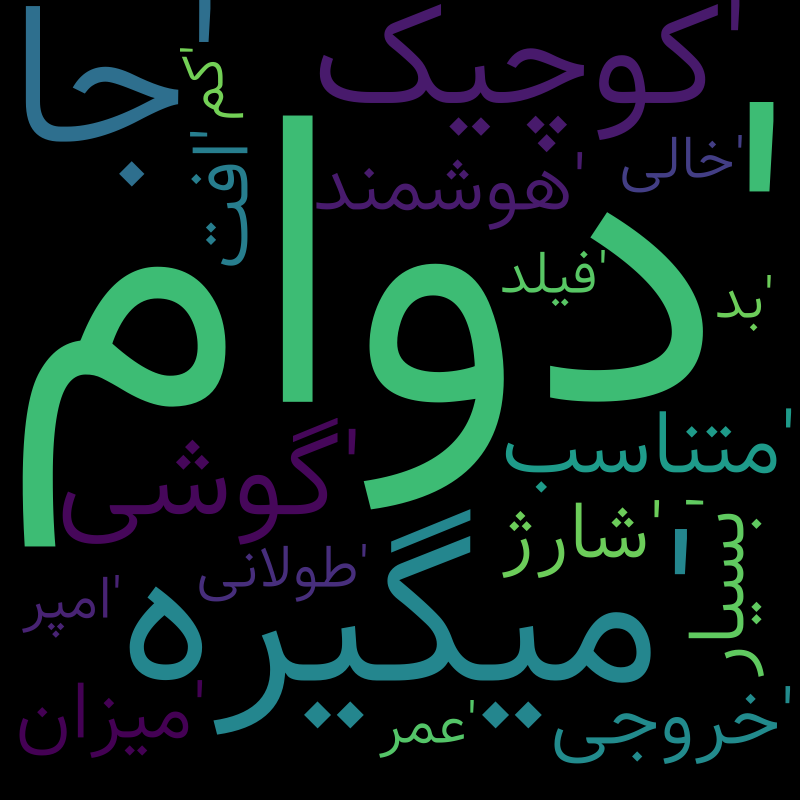 'جا
'کم
'کوچیک
'افت
'هوشمند
'خالی
'دوام
'فیلد
'بد
'گوشی
'متناسب
'شارژ
'بسیار
'طولانی
'امپر
'میگیره
'میزان
'عمر
'خروجی